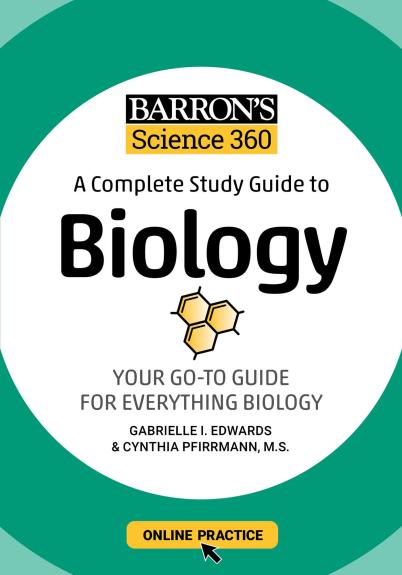 BARRON'S
Science 360
A Complete Study Guide to
Biology
YOUR GO-TO GUIDE
FOR EVERYTHING BIOLOGY
GABRIELLE I. EDWARDS
& CYNTHIA PFIRRMANN, M.S.
ONLINE PRACTICE